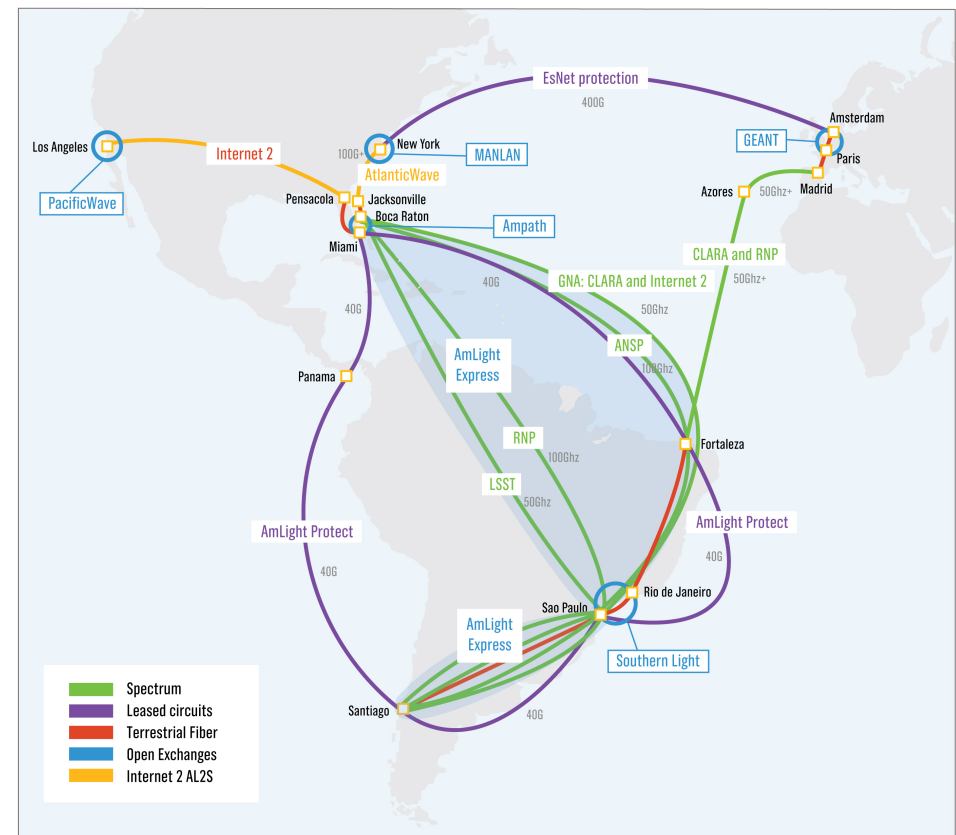 EsNet protection
400G
Amsterdam
Los Angeles
New York
GEANT
Internet 2
100G+
MANLAN
Paris
AtlanticWave
Madrid
PacificWave
Pensacola
Jacksonville
Azores
50Ghz+
Boca Raton
Ampath
Miami
CLARA and RNP
40G
GNA: CLARA and Internet 2
50Ghz+
40G
50Ghz
ANSP
AmLight
Express
100Ghz
Panama
RNP
Fortaleza
100Ghz
LSST
50Ghz
AmLight Protect
AmLight Protect
40G
40G
Rio de Janeiro
Sao Paulo
AmLight
Express
Southern Light
Santiago
40G
Spectrum
Leased circuits
Terrestrial Fiber
Open Exchanges
Internet 2 AL2S